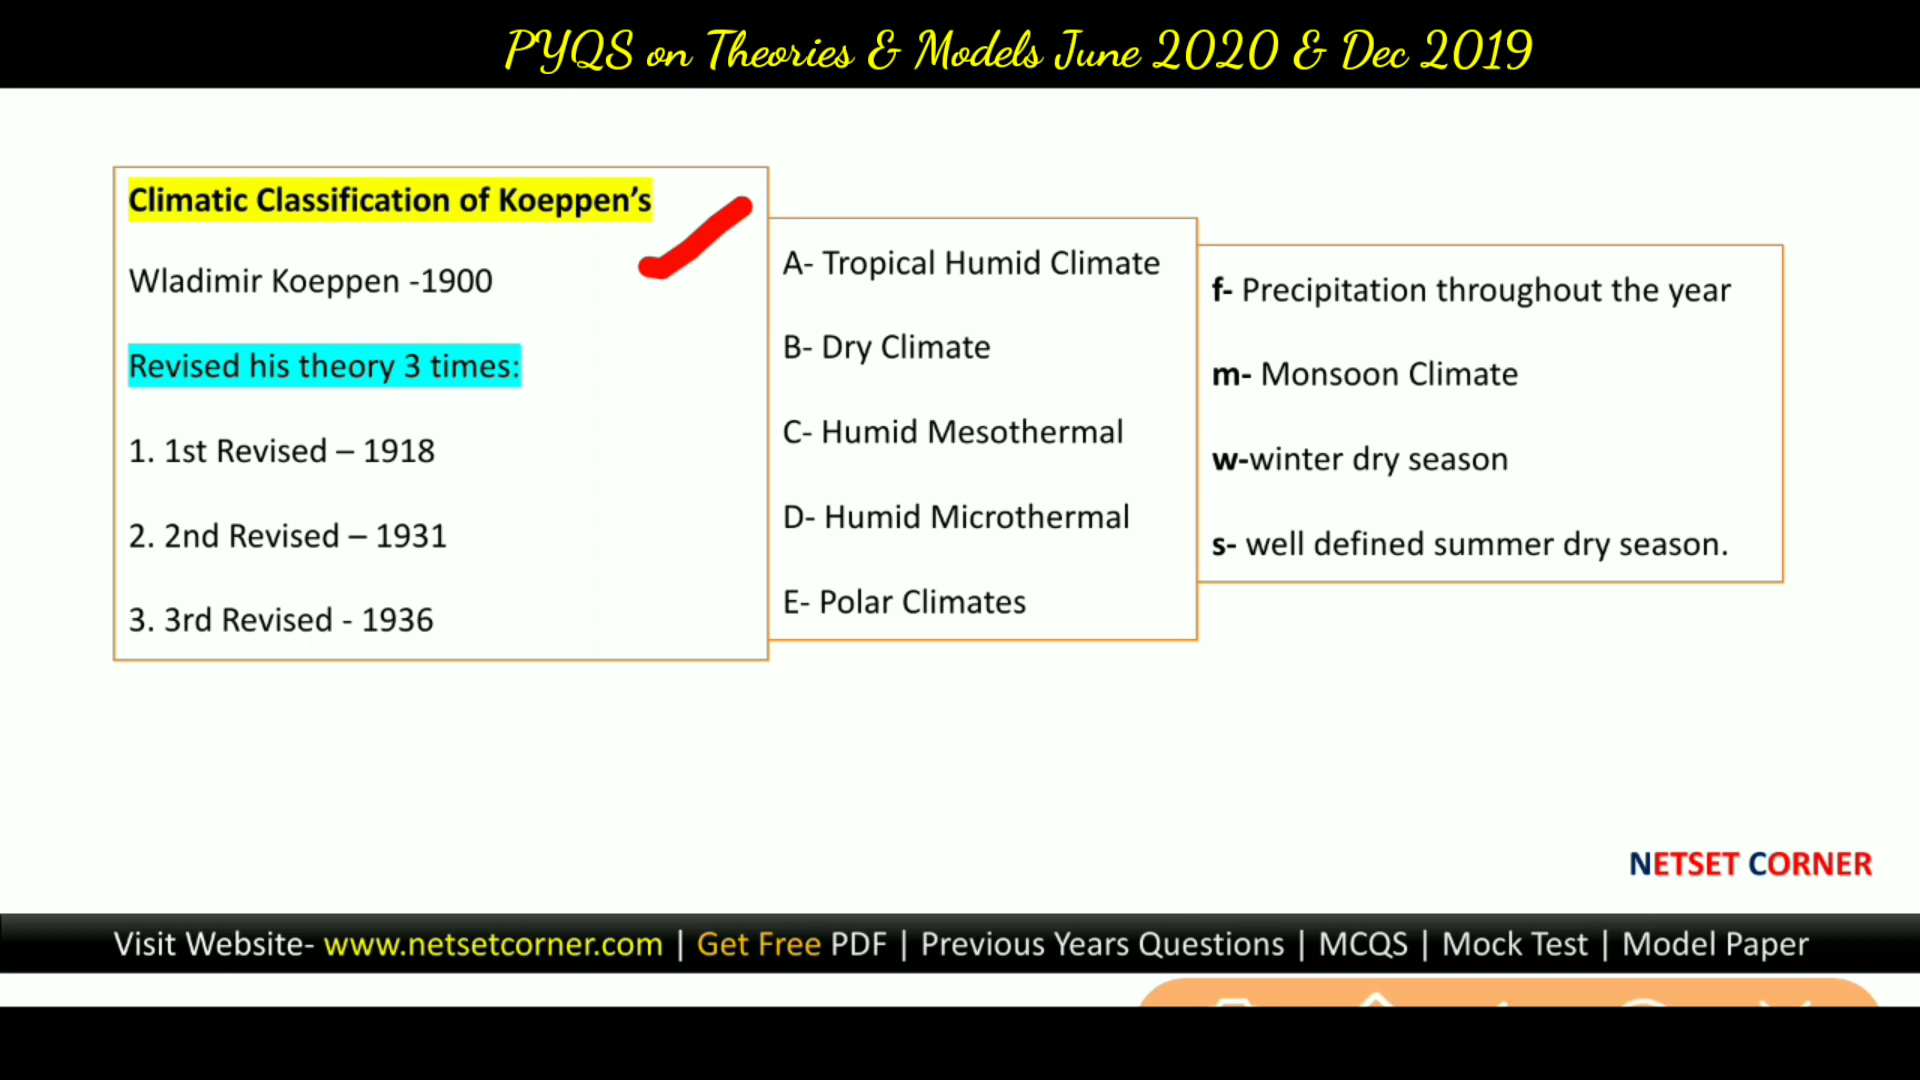 PYQS on Theories & Models June 2020 & Dec 2019
Climatic Classification of Koeppen’s
Wladimir Koeppen -1900
Revised his theory 3 times:
1. 1st Revised – 1918
2. 2nd Revised – 1931
3. 3rd Revised - 1936
A- Tropical Humid Climate
B- Dry Climate
C- Humid Mesothermal
D- Humid Microthermal
E- Polar Climates
f- Precipitation throughout the year
m- Monsoon Climate
w-winter dry season
s- well defined summer dry season.
NETSET CORNER
Visit Website- www.netsetcorner.com | Get Free PDF | Previous Years Questions | MCQS | Mock Test | Model Paper